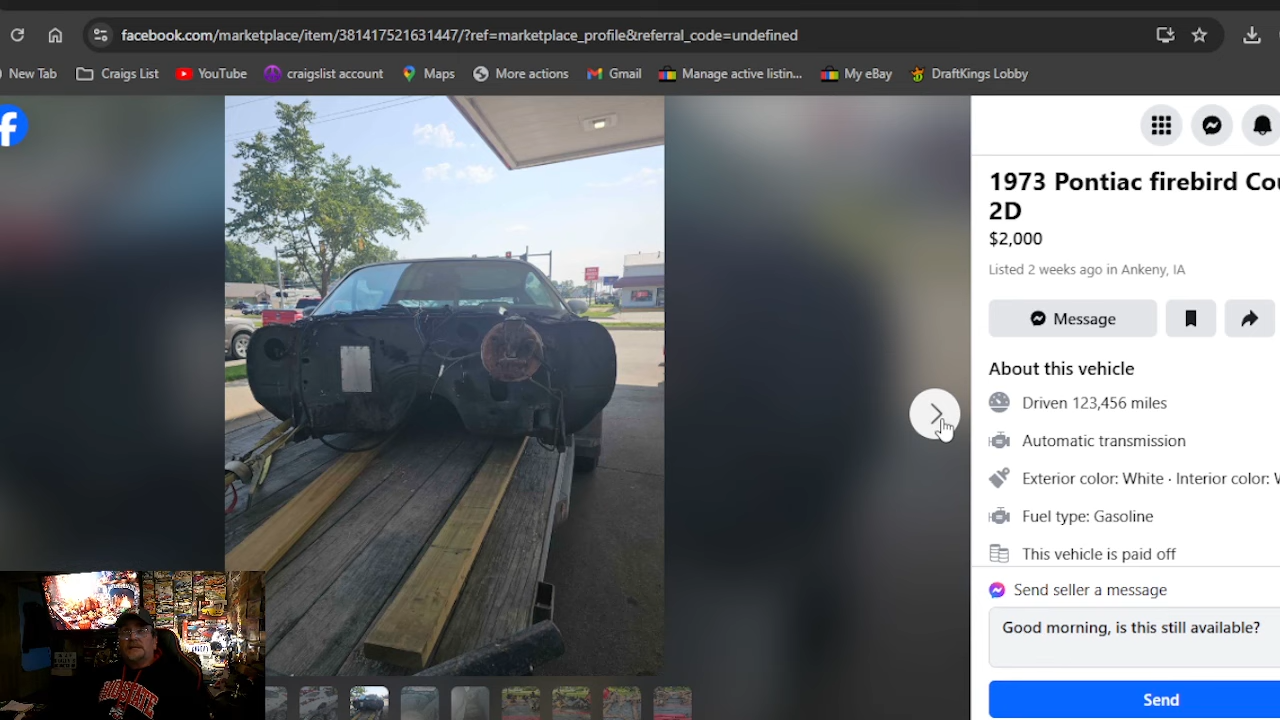 facebook.com/marketplace/item/381417521631447/?ref=marketplace_profile&referral_code=undefined
New Tab
Craigs List
YouTube
craigslist account
Maps
More actions
Gmail
Manage active listin...
My eBay
DraftKings Lobby
1973 Pontiac firebird Cou
2D
$2,000
Listed 2 weeks ago in Ankeny, IA
Message
About this vehicle
Driven 123,456 miles
Automatic transmission
Exterior color: White · Interior color: W
Fuel type: Gasoline
This vehicle is paid off
Send seller a message
Good morning, is this still available?
Send